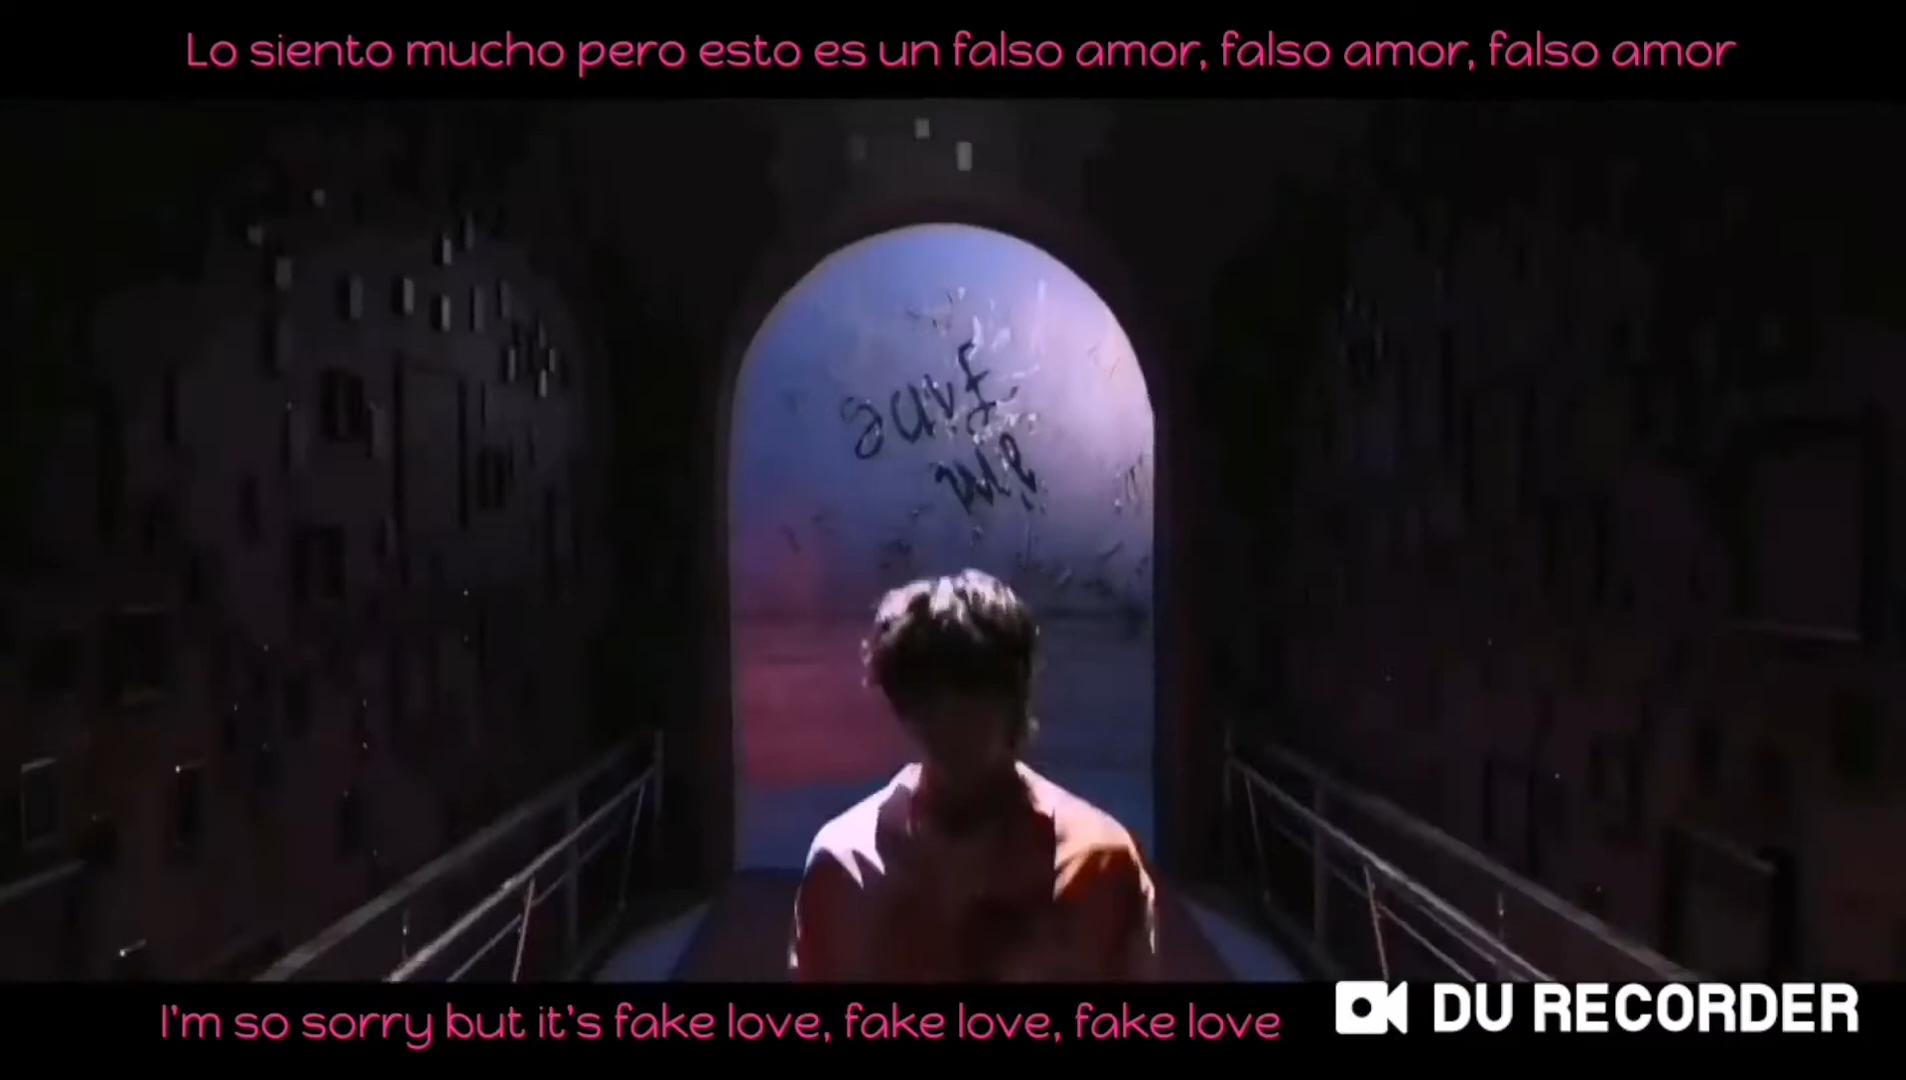 Lo siento mucho pero esto es un falso amor, falso amor, falso amor
save
me
I'm so sorry but it's fake love, fake love, fake love
DU RECORDER